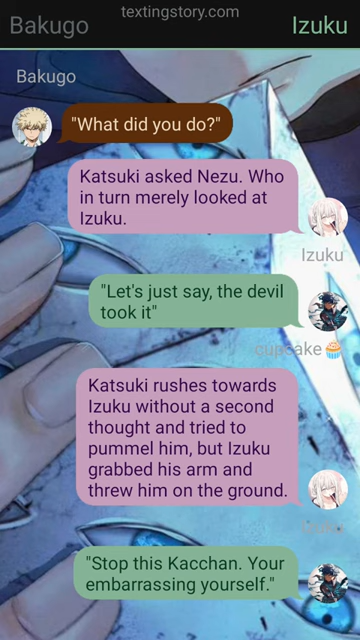 textingstory.com
Bakugo
Izuku
Bakugo
"What did you do?"
Katsuki asked Nezu. Who
in turn merely looked at
Izuku.
Izuku
"Let's just say, the devil
took it"
cupcake🧁
Katsuki rushes towards
Izuku without a second
thought and tried to
pummel him, but Izuku
grabbed his arm and
threw him on the ground.
Izuku
"Stop this Kacchan. Your
embarrassing yourself."